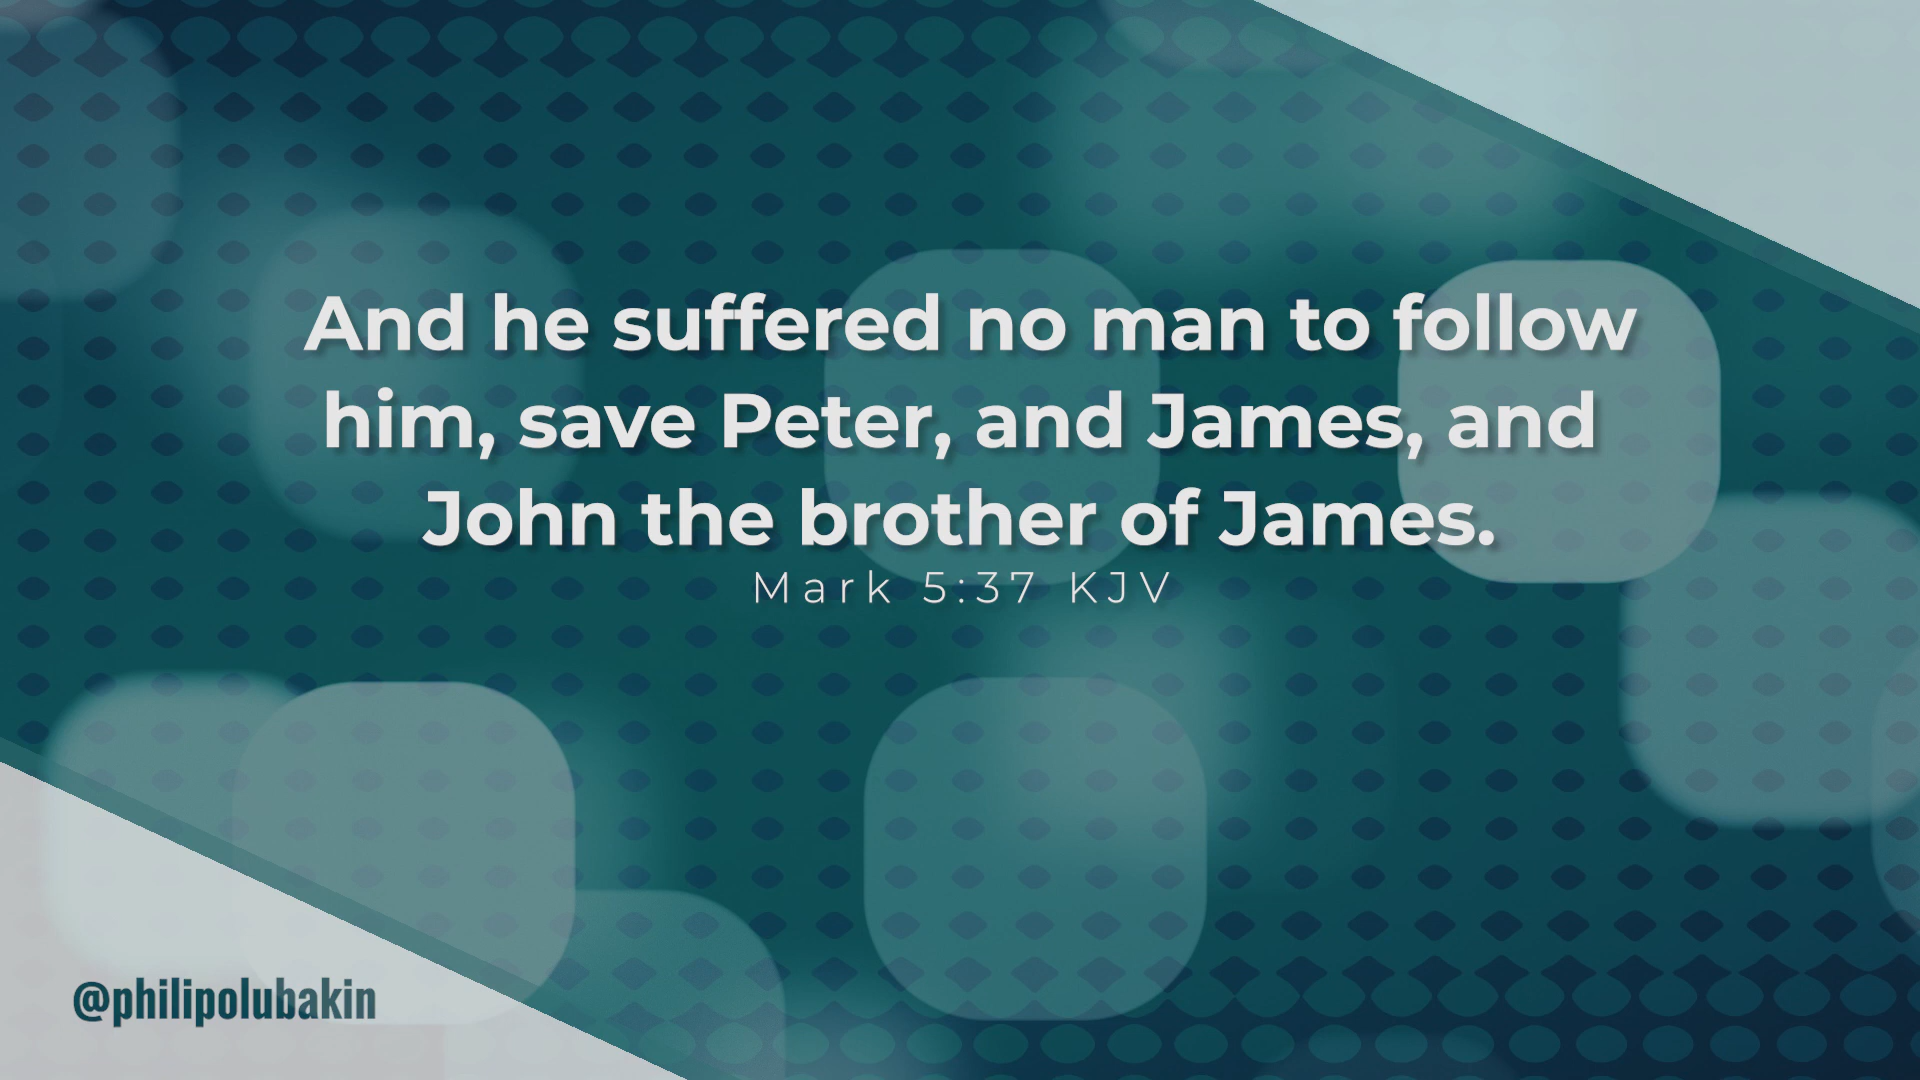 And he suffered no man to follow
him, save Peter, and James, and
John the brother of James.
Mark 5:37 KJV
@philipolubakin